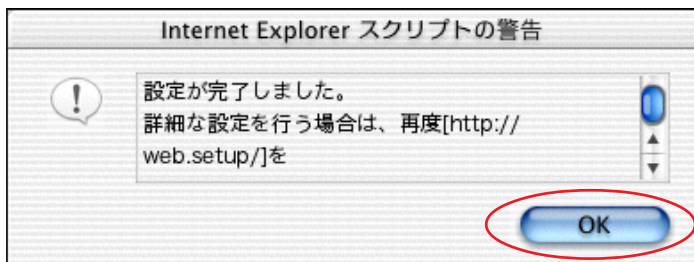 Internet Explorer スクリプトの警告
設定が完了しました。
詳細な設定を行う場合は、再度[http://
web.setup/]を
OK